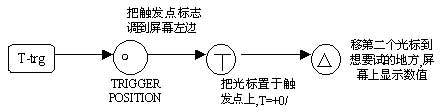 把触发点标志
调到屏幕左边
T-trg
TRIGGER
POSITION
把光标置于触
发点上,T=+0/
移第二个光标到
想要试的地方,屏
幕上显示数值